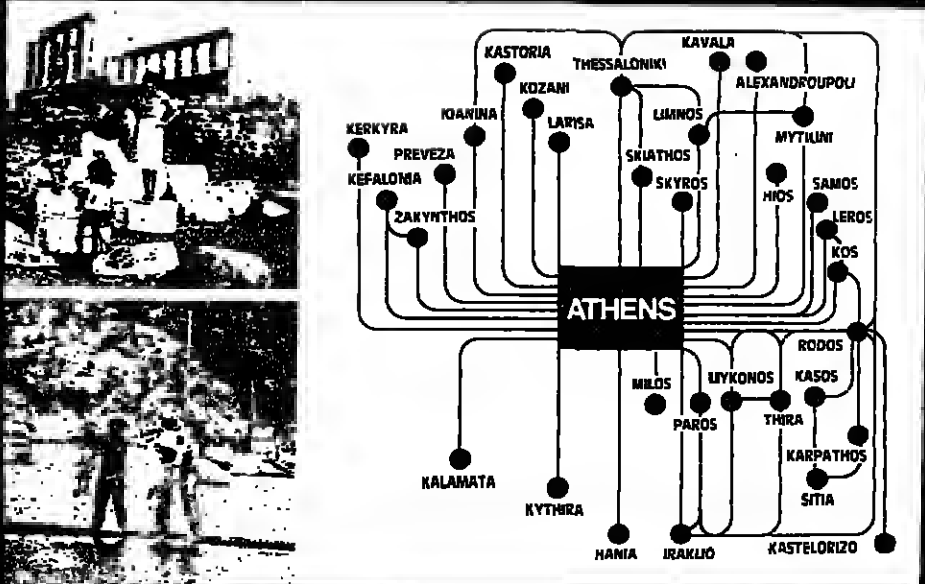 KASTORIA
KAVALA
THESSALONIKI
ALEXANDROUPOLI
KOZANI
IOANINA
LIMNOS
LARISA
MYTILINI
KERKYRA
PREVEZA
SKIATHOS
KEFALONIA
SKYROS
HIOS
SAMOS
ZAKYNTHOS
LEROS
KOS
ATHENS
RODOS
MILOS
MYKONOS
KASOS
PAROS
THIRA
KARPATHOS
KALAMATA
SITIA
KYTHIRA
HANIA
IRAKLIO
KASTELORIZO